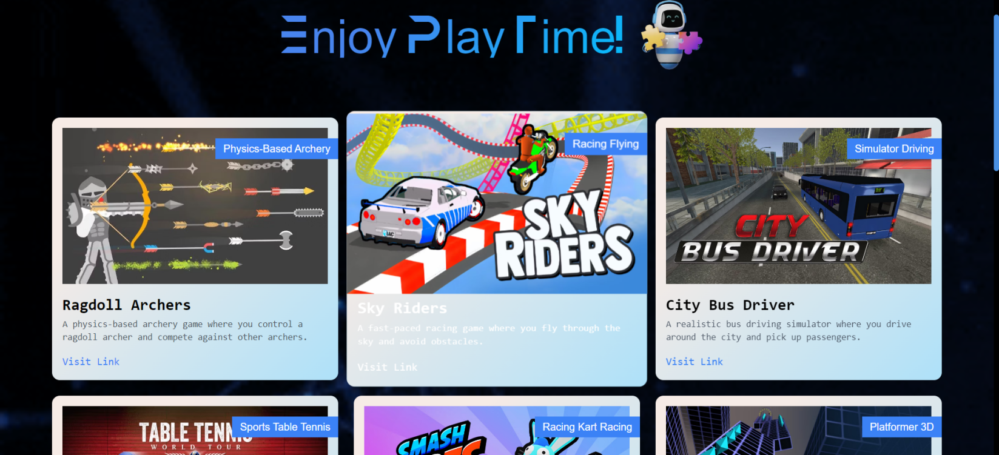 Enjoy Play Time!
Physics-Based Archery
Racing Flying
SKY
RIDERS
Simulator Driving
CITY
BUS DRIVER
Ragdoll Archers
A physics-based archery game where you control a
ragdoll archer and compete against other archers.
Visit Link
Sky Riders
A fast-paced racing game where you fly through the
sky and avoid obstacles.
Visit Link
City Bus Driver
A realistic bus driving simulator where you drive
around the city and pick up passengers.
Visit Link
TABLE
WORLD TOUR
Sports Table Tennis
SMASH
Racing Kart Racing
Platformer 3D